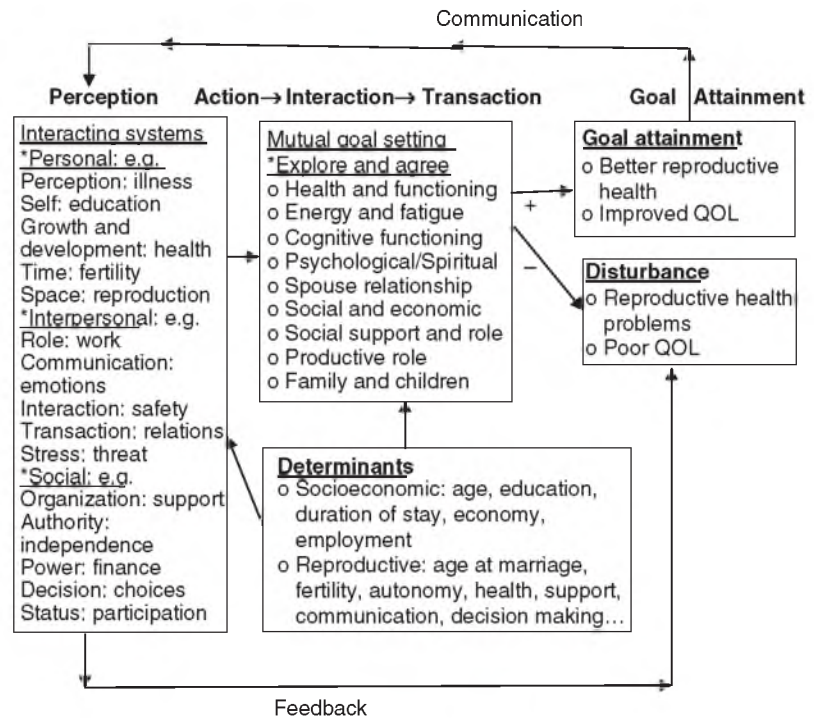 Communication
Perception Action→ Interaction→ Transaction Goal Attainment
Interacting systems
*Personal: e.g.
Perception: illness
Self: education
Growth and
development: health
Time: fertility
Space: reproduction
*Interpersonal: e.g.
Role: work
Communication:
emotions
Interaction: safety
Transaction: relations
Stress: threat
*Social: e.g.
Organization: support
Authority:
independence
Power: finance
Decision: choices
Status: participation
Mutual goal setting
*Explore and agree
o Health and functioning
o Energy and fatigue
o Cognitive functioning
o Psychological/Spiritual
o Spouse relationship
o Social and economic
o Social support and role
o Productive role
o Family and children
+
−
Goal attainment
o Better reproductive
health
o Improved QOL
Disturbance
o Reproductive health
problems
o Poor QOL
Determinants
o Socioeconomic: age, education,
duration of stay, economy,
employment
o Reproductive: age at marriage,
fertility, autonomy, health, support,
communication, decision making…
Feedback